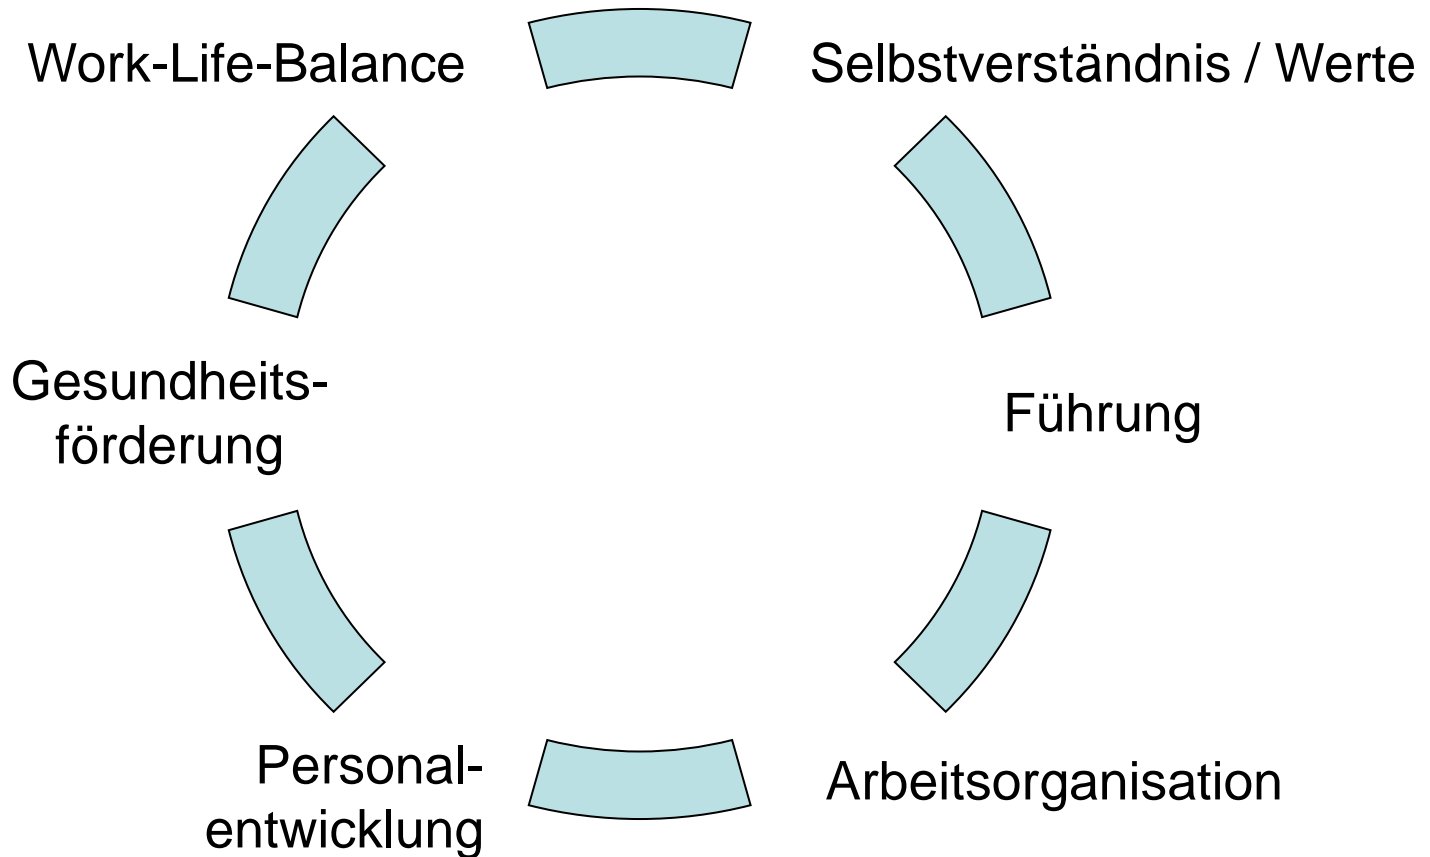 Work-Life-Balance
Selbstverständnis / Werte
Gesundheits-
förderung
Führung
Personal-
entwicklung
Arbeitsorganisation